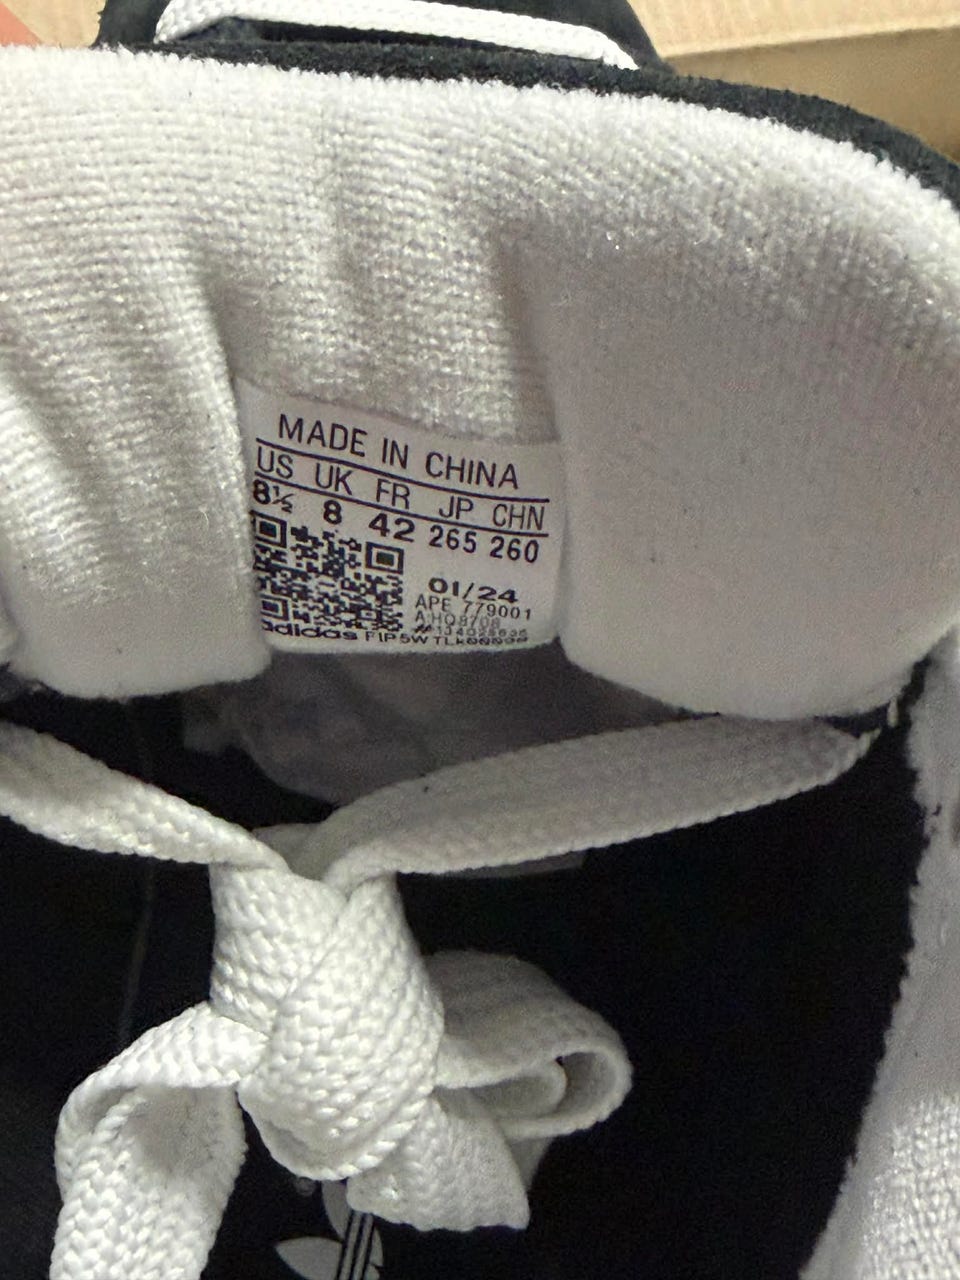 MADE IN CHINA
US UK FR JP CHN
8½ 8 42 265 260
01/24
APE 779001
A:HQ8708
adidas